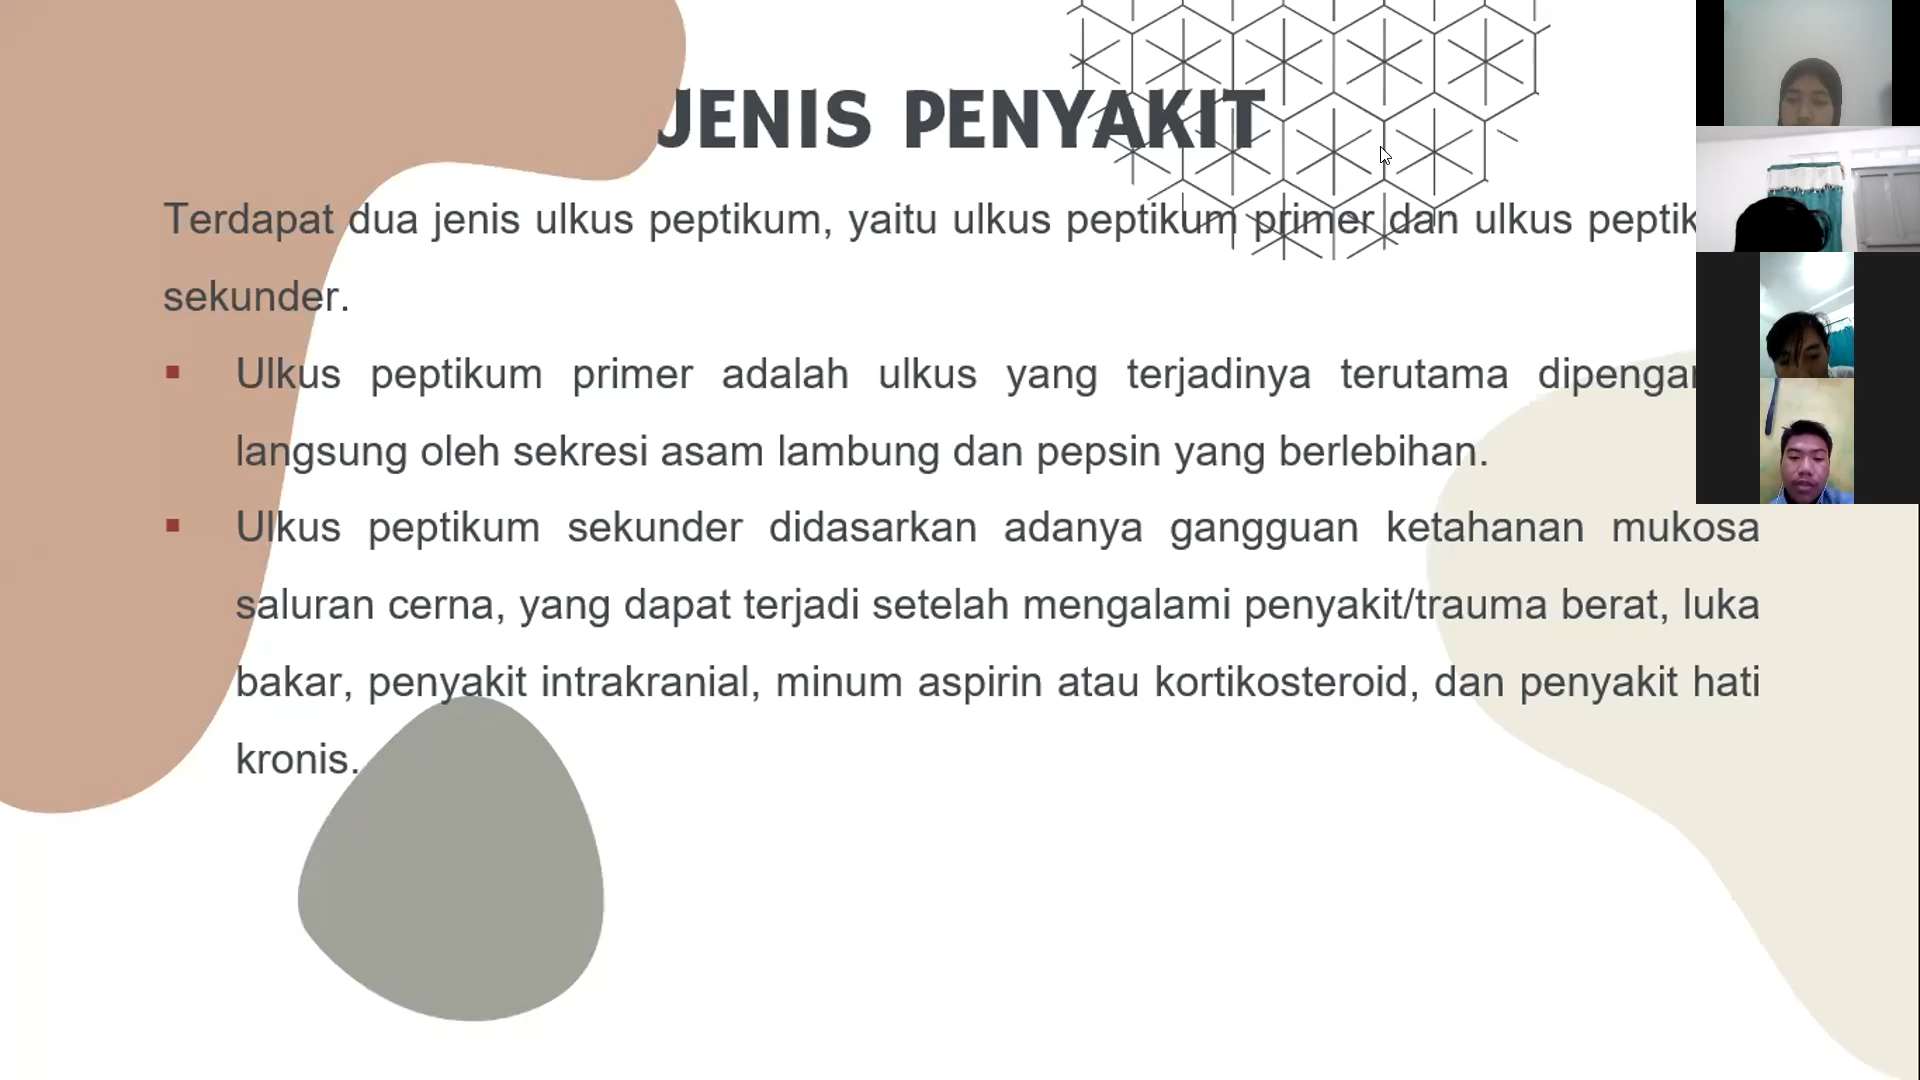 JENIS PENYAKIT
Terdapat dua jenis ulkus peptikum, yaitu ulkus peptikum primer dan ulkus
sekunder.
▪ Ulkus peptikum primer adalah ulkus yang terjadinya terutama
langsung oleh sekresi asam lambung dan pepsin yang berlebihan.
▪ Ulkus peptikum sekunder didasarkan adanya gangguan ketahanan mukosa
saluran cerna, yang dapat terjadi setelah mengalami penyakit/trauma berat, luka
bakar, penyakit intrakranial, minum aspirin atau kortikosteroid, dan penyakit hati
kronis.